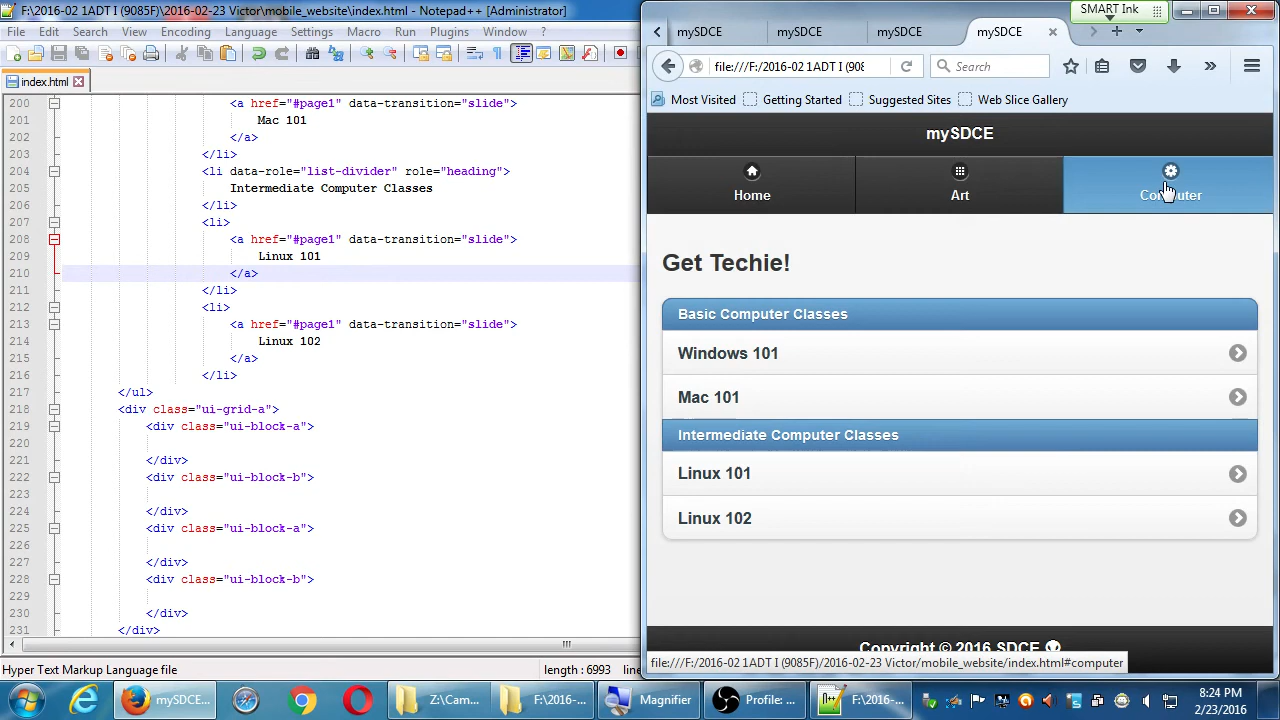 F:\2016-02 1ADT I (9085F)\2016-02-23 Victor\mobile_website\index.html - Notepad++ [Administrator]
File Edit Search View Encoding Language Settings Macro Run Plugins Window ?
index.html
200 <a href="#page1" data-transition="slide">
201 Mac 101
202 </a>
203 </li>
204 <li data-role="list-divider" role="heading">
205 Intermediate Computer Classes
206 </li>
207 <li>
208 <a href="#page1" data-transition="slide">
209 Linux 101
210 </a>
211 </li>
212 <li>
213 <a href="#page1" data-transition="slide">
214 Linux 102
215 </a>
216 </li>
217 </ul>
218 <div class="ui-grid-a">
219 <div class="ui-block-a">
220
221 </div>
222 <div class="ui-block-b">
223
224 </div>
225 <div class="ui-block-a">
226
227 </div>
228 <div class="ui-block-b">
229
230 </div>
231 </div>
Hyper Text Markup Language file length : 6993 line
SMART Ink
mySDCE mySDCE mySDCE mySDCE
file:///F:/2016-02 1ADT I (908 Search
Most Visited Getting Started Suggested Sites Web Slice Gallery
mySDCE
Home Art Computer
Get Techie!
Basic Computer Classes
Windows 101
Mac 101
Intermediate Computer Classes
Linux 101
Linux 102
Copyright © 2016 SDCE
file:///F:/2016-02 1ADT I (9085F)/2016-02-23 Victor/mobile_website/index.html#computer
mySDCE... Z:\Cam... F:\2016-... Magnifier Profile: ... F:\2016-...
8:24 PM
2/23/2016